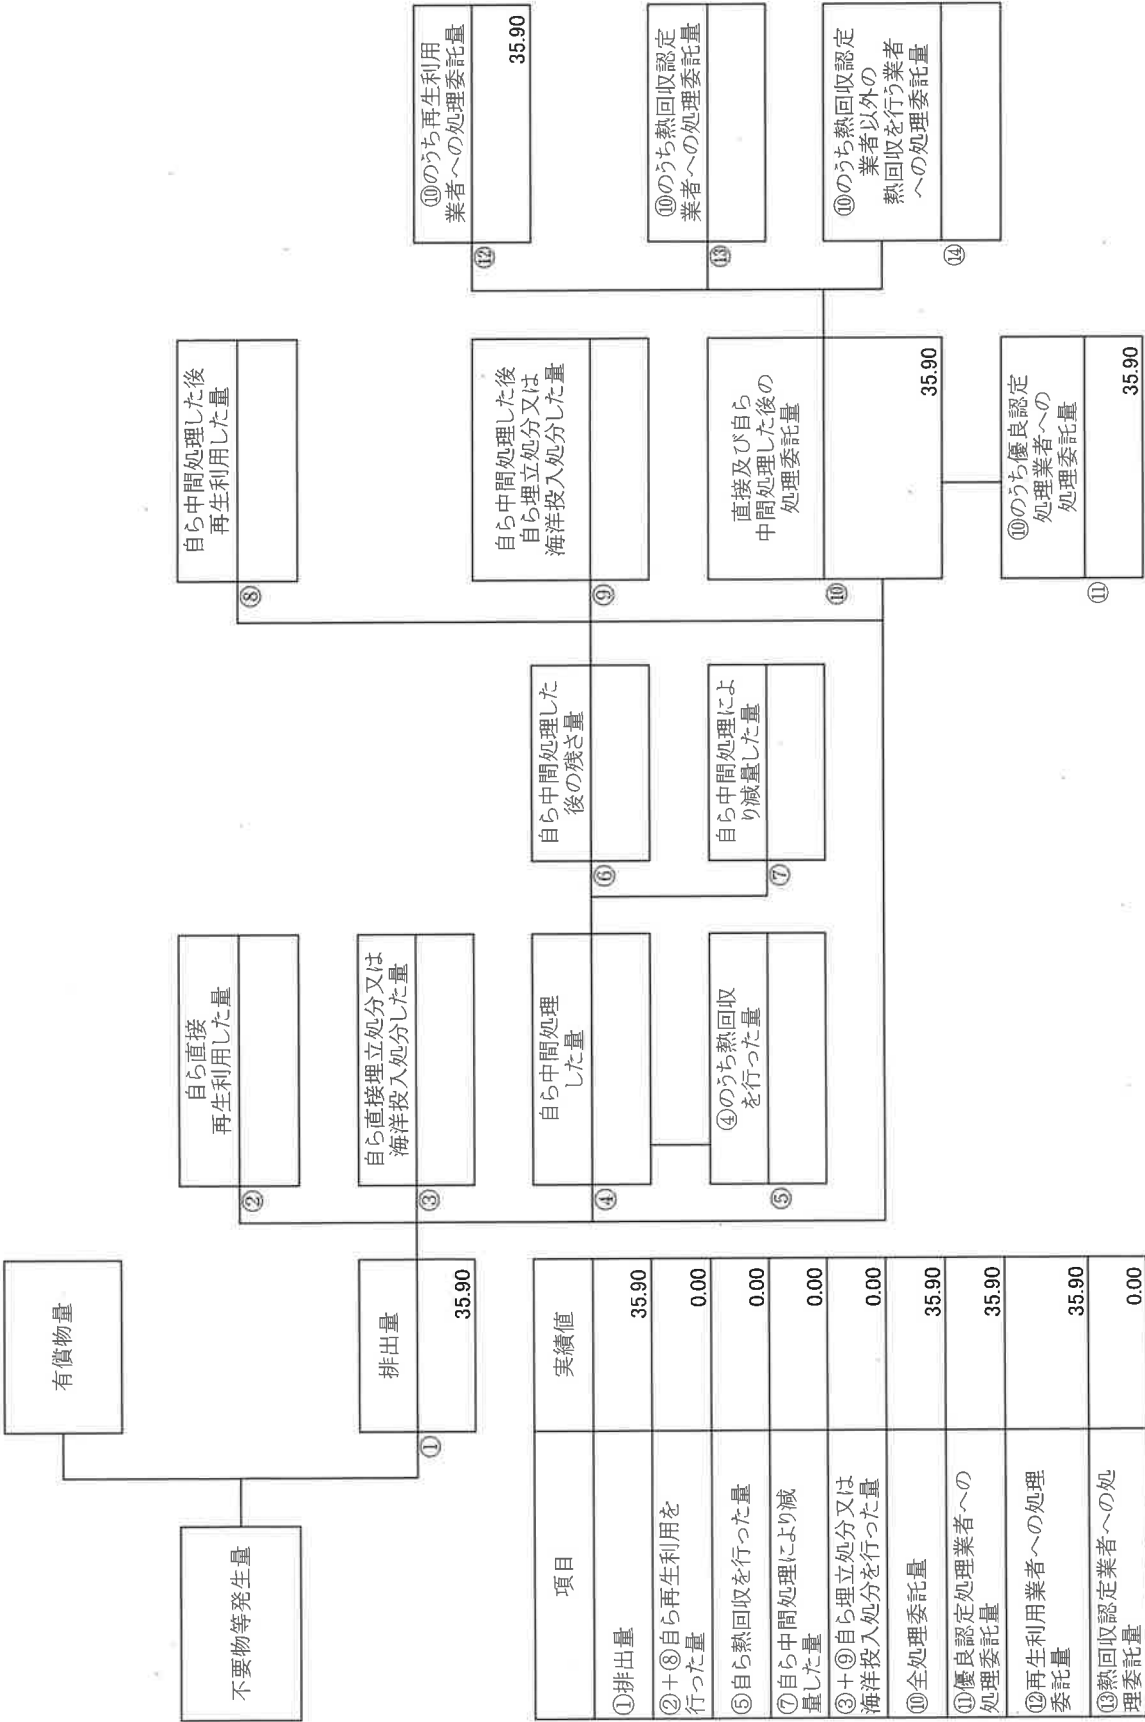 不要物等発生量
有償物量
排出量
①
35.90
自ら直接
再生利用した量
②
自ら直接埋立処分又は
海洋投入処分した量
③
自ら中間処理
した量
④
④のうち熱回収
を行った量
⑤
自ら中間処理した
後の残さ量
⑥
自ら中間処理によ
り減量した量
⑦
自ら中間処理した後
再生利用した量
⑧
自ら中間処理した後
自ら埋立処分又は
海洋投入処分した量
⑨
直接及び自ら
中間処理した後の
処理委託量
⑩
35.90
⑩のうち優良認定
処理業者への
処理委託量
⑪
35.90
⑩のうち再生利用
業者への処理委託量
⑫
35.90
⑩のうち熱回収認定
業者への処理委託量
⑬
⑩のうち熱回収認定
業者以外の
熱回収を行う業者
への処理委託量
⑭
項目 実績値
①排出量 35.90
②+⑧自ら再生利用を
行った量 0.00
⑤自ら熱回収を行った量 0.00
⑦自ら中間処理により減
量した量 0.00
③+⑨自ら埋立処分又は
海洋投入処分を行った量 0.00
⑩全処理委託量 35.90
⑪優良認定処理業者への
処理委託量 35.90
⑫再生利用業者への処理
委託量 35.90
⑬熱回収認定業者への処
理委託量 0.00